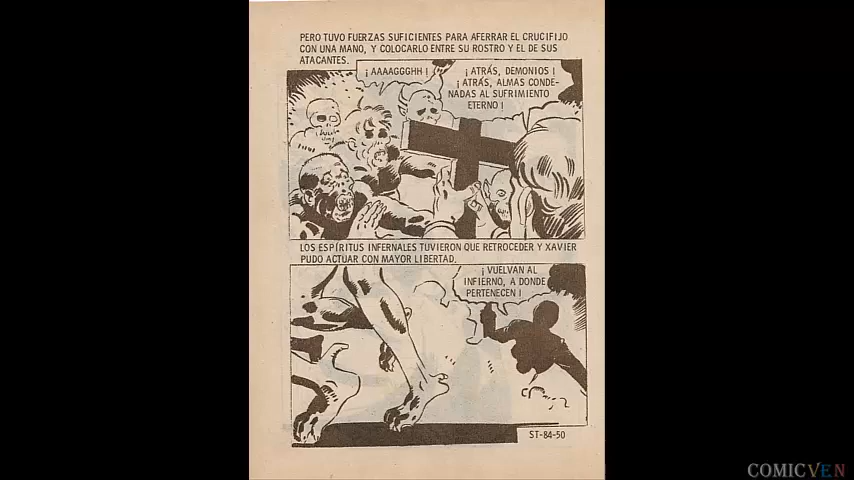 PERO TUVO FUERZAS SUFICIENTES PARA AFERRAR EL CRUCIFIJO
CON UNA MANO, Y COLOCARLO ENTRE SU ROSTRO Y EL DE SUS
ATACANTES.
¡AAAAGGGHH!
¡ATRÁS, DEMONIOS!
¡ATRÁS, ALMAS CONDE-
NADAS AL SUFRIMIENTO
ETERNO!
LOS ESPÍRITUS INFERNALES TUVIERON QUE RETROCEDER Y XAVIER
PUDO ACTUAR CON MAYOR LIBERTAD.
¡VUELVAN AL
INFIERNO, A DONDE
PERTENECEN!
ST-84-50
COMICVEN